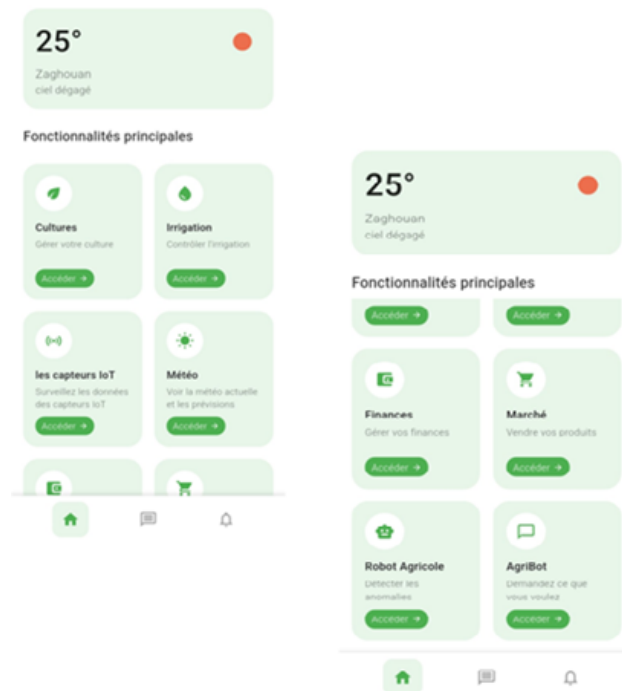 25°
Zaghouan
ciel dégagé
Fonctionnalités principales
Cultures
Gérer votre culture
Accéder →
Irrigation
Contrôler l'irrigation
Accéder →
les capteurs IoT
Surveillez les données
des capteurs IoT
Accéder →
Météo
Voir la météo actuelle
et les prévisions
Accéder →
25°
Zaghouan
ciel dégagé
Fonctionnalités principales
Accéder →
Accéder →
Finances
Gérer vos finances
Accéder →
Marché
Vendre vos produits
Accéder →
Robot Agricole
Détecter les
anomalies
Accéder →
AgriBot
Demandez ce que
vous voulez
Accéder →